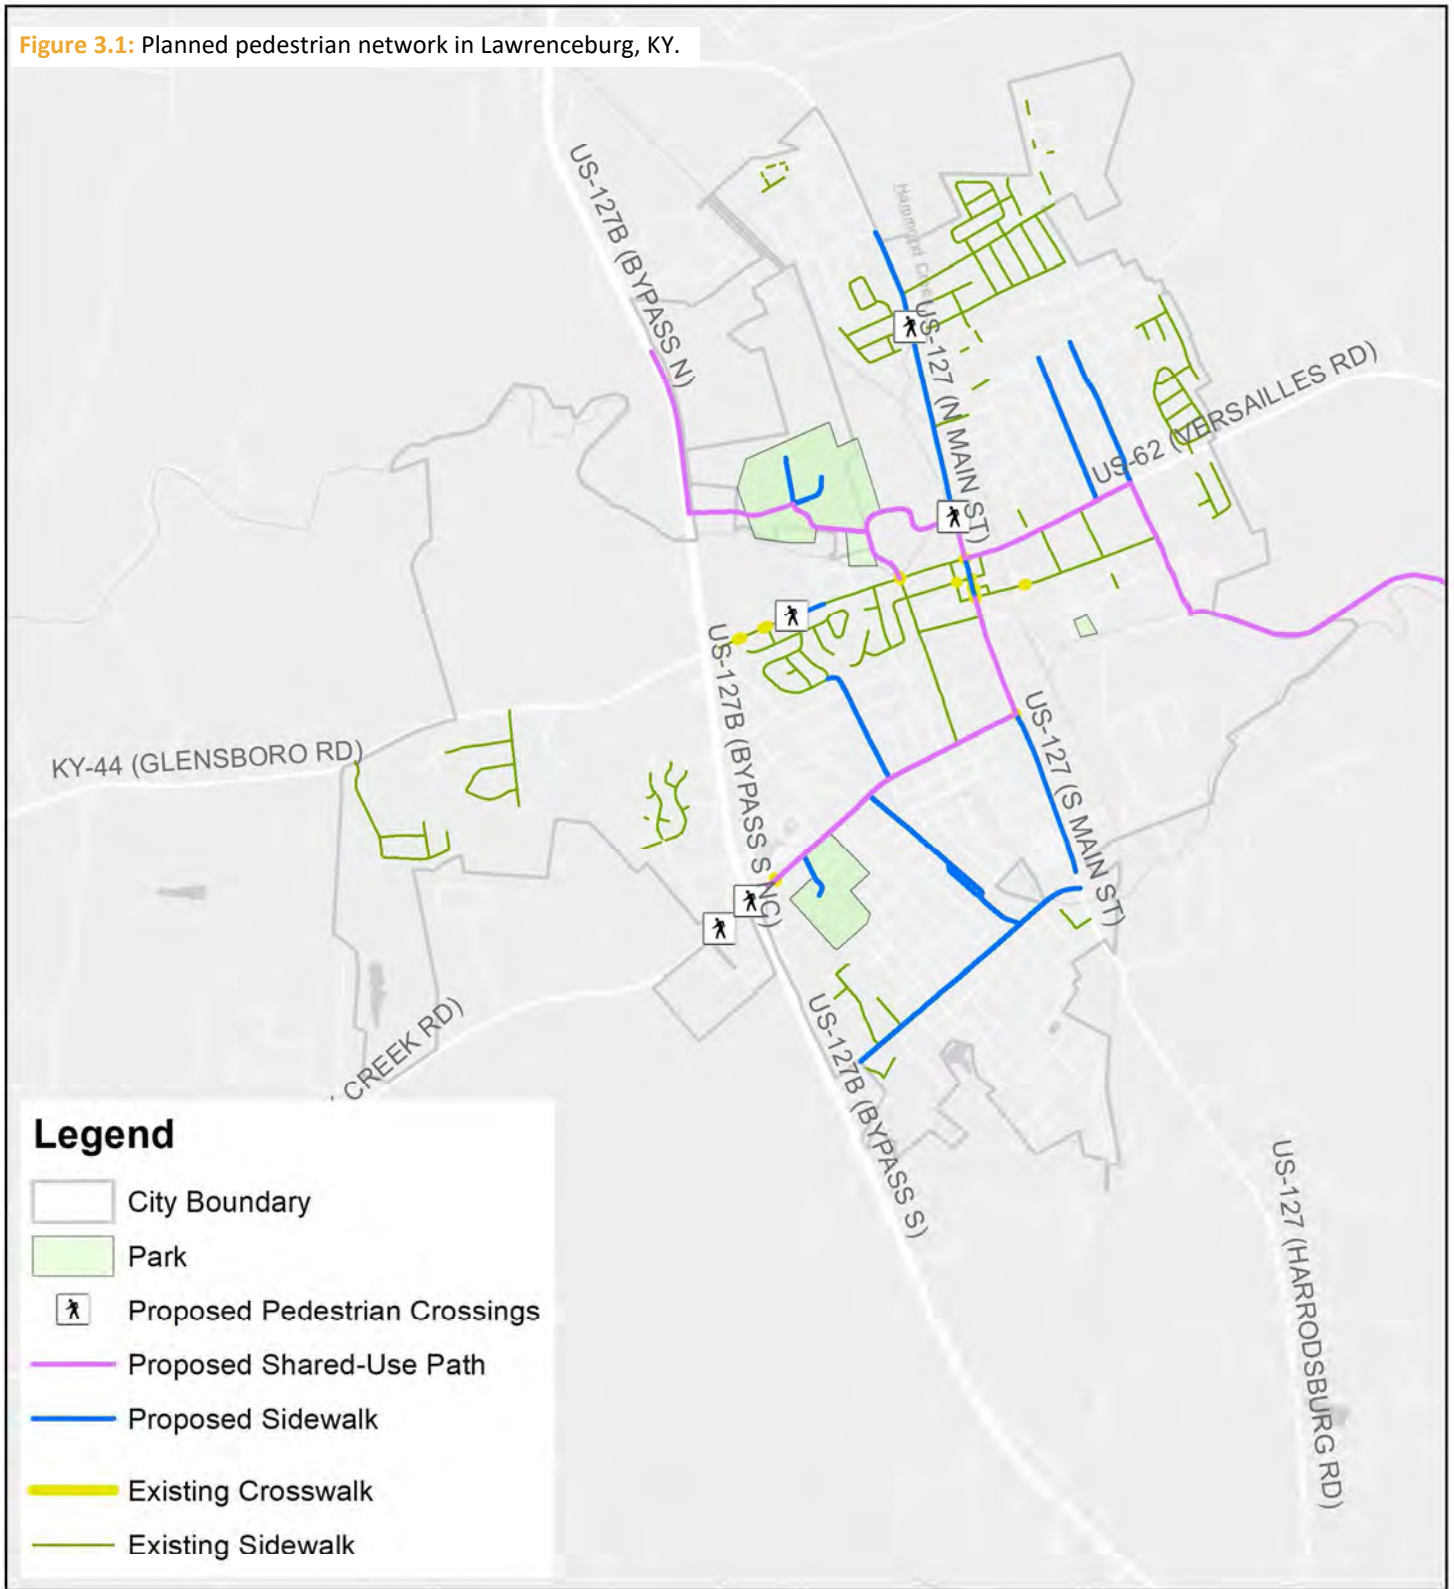 Figure 3.1: Planned pedestrian network in Lawrenceburg, KY.
US-127B (BYPASS N)
US-127 (N MAIN ST)
US-62 (VERSAILLES RD)
US-127B (BYPASS S NC)
KY-44 (GLENSBORO RD)
US-127 (S MAIN ST)
CREEK RD)
US-127B (BYPASS S)
US-127 (HARRODSBURG RD)
Legend
City Boundary
Park
Proposed Pedestrian Crossings
Proposed Shared-Use Path
Proposed Sidewalk
Existing Crosswalk
Existing Sidewalk